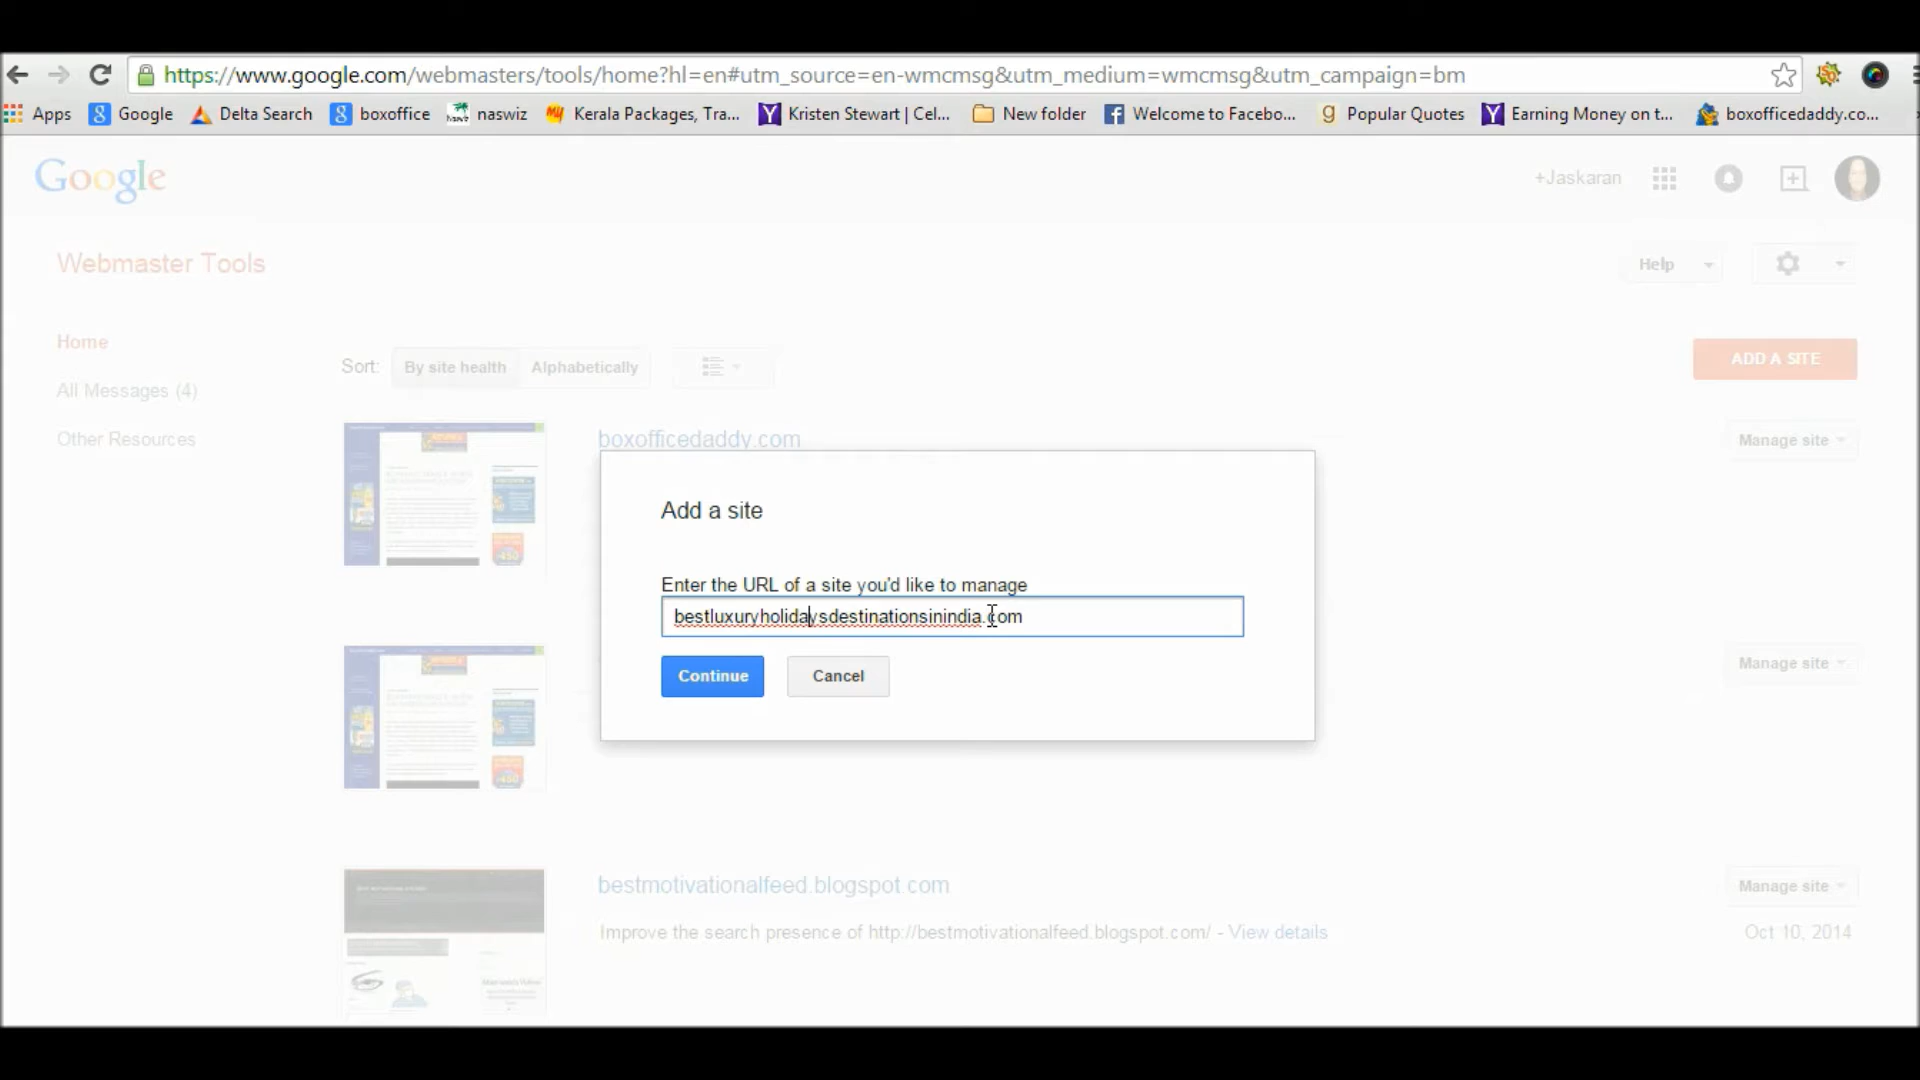 https://www.google.com/webmasters/tools/home?hl=en#utm_source=en-wmcmsg&utm_medium=wmcmsg&utm_campaign=bm
Apps Google Delta Search boxoffice naswiz Kerala Packages, Tra... Kristen Stewart | Cel... New folder Welcome to Facebo... Popular Quotes Earning Money on t... boxofficedaddy.co...
Google
+Jaskaran
Webmaster Tools
Help
Home
All Messages (4)
Other Resources
Sort: By site health Alphabetically
ADD A SITE
boxofficedaddy.com
Manage site
Add a site
Enter the URL of a site you'd like to manage
bestluxuryholidaysdestinationsinindia.com
Continue Cancel
Manage site
bestmotivationalfeed.blogspot.com
Manage site
Improve the search presence of http://bestmotivationalfeed.blogspot.com/ - View details
Oct 10, 2014